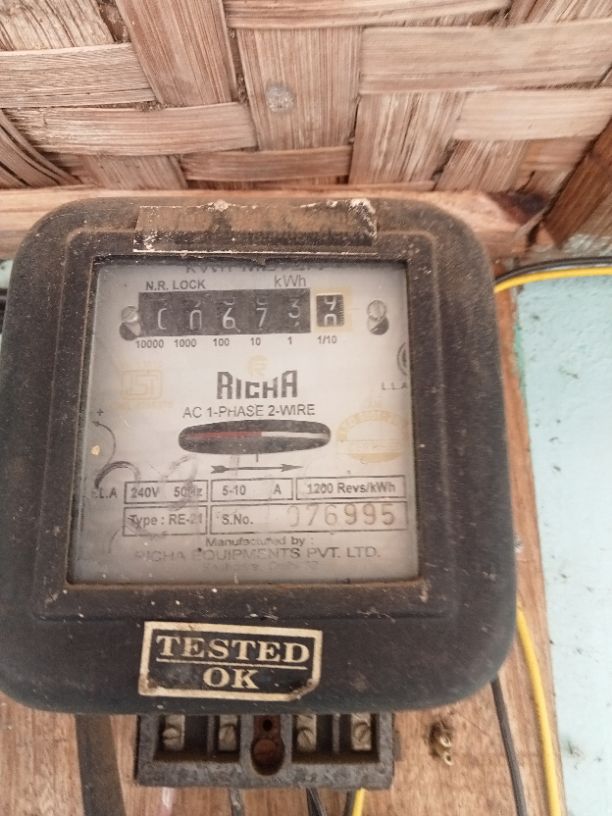 N.R. LOCK kWh
0 0 6 7 3
10000 1000 100 10 1 1/10
RICHA
AC 1-PHASE 2-WIRE
240V 50Hz 5-10 A 1200 Revs/kWh
Type : RE-21 S.No. 076995
Manufactured by :
RICHA EQUIPMENTS PVT. LTD.
TESTED
OK